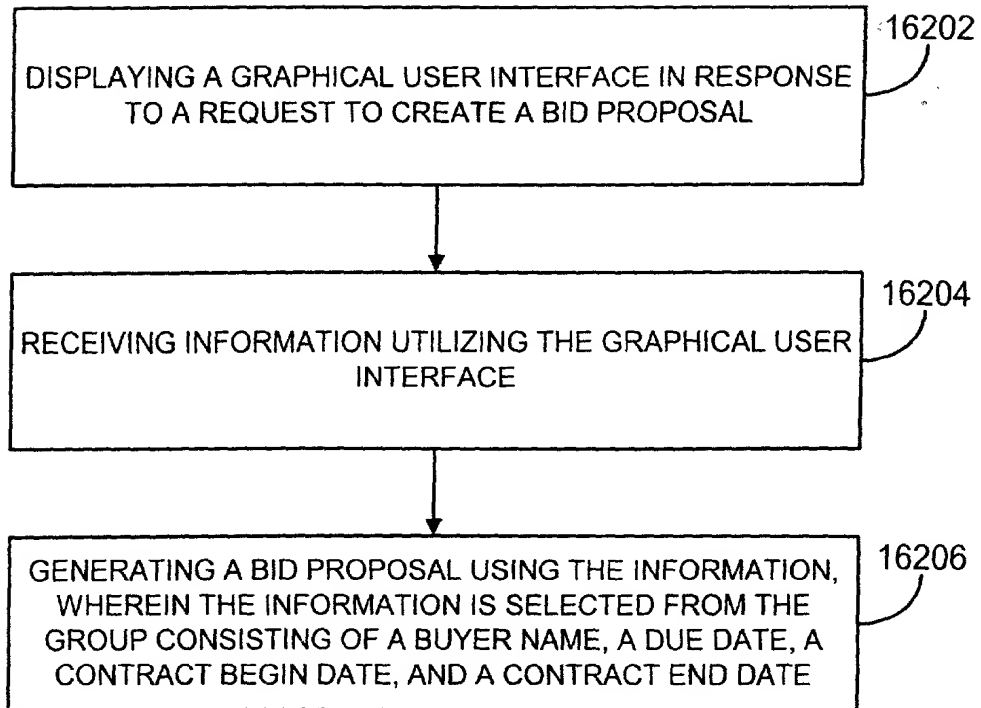 16202
DISPLAYING A GRAPHICAL USER INTERFACE IN RESPONSE
TO A REQUEST TO CREATE A BID PROPOSAL
16204
RECEIVING INFORMATION UTILIZING THE GRAPHICAL USER
INTERFACE
16206
GENERATING A BID PROPOSAL USING THE INFORMATION,
WHEREIN THE INFORMATION IS SELECTED FROM THE
GROUP CONSISTING OF A BUYER NAME, A DUE DATE, A
CONTRACT BEGIN DATE, AND A CONTRACT END DATE